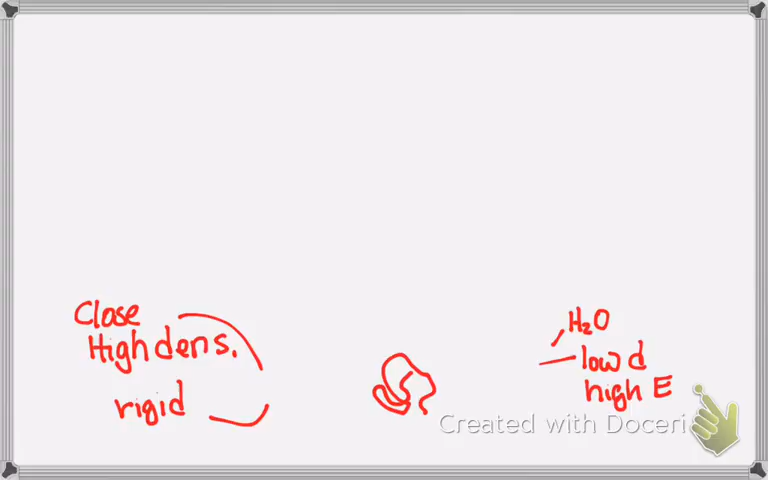 Close
High dens.
rigid
H₂O
low d
high E
Created with Doceri